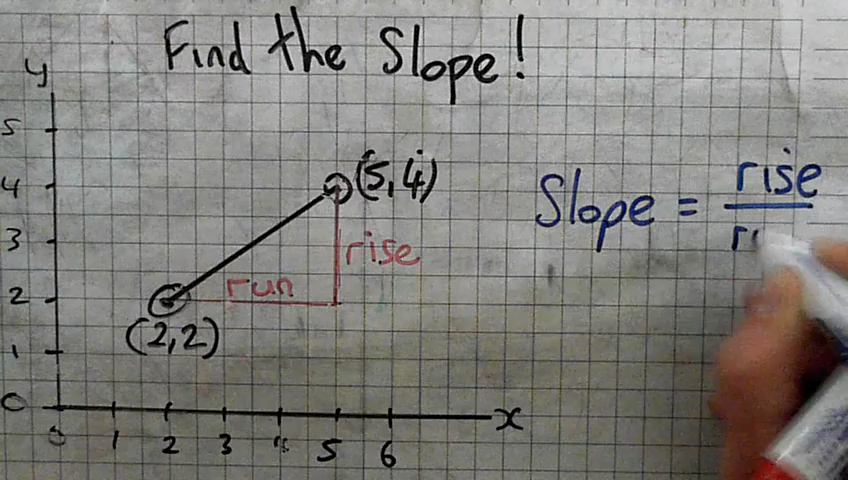 Find the Slope!
y
5
4
3
2
1
0
(5,4)
rise
run
(2,2)
Slope = rise
0 1 2 3 4 5 6 x